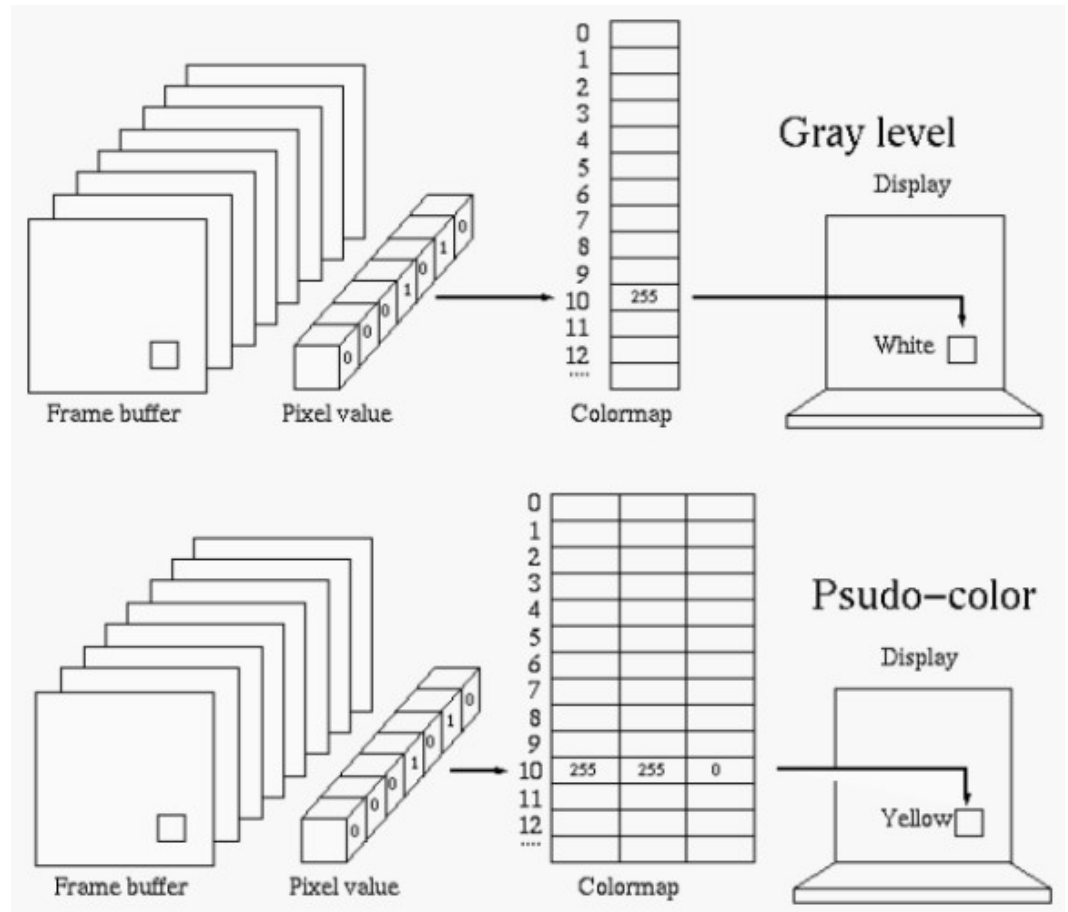 0
1
2
3
4
5
6
7
8
9
10
11
12
....
255
Gray level
Display
White
0 0 0 1 0 1 0
Frame buffer
Pixel value
Colormap
0
1
2
3
4
5
6
7
8
9
10
11
12
....
255 255 0
Psudo-color
Display
Yellow
0 0 0 1 0 1 0
Frame buffer
Pixel value
Colormap